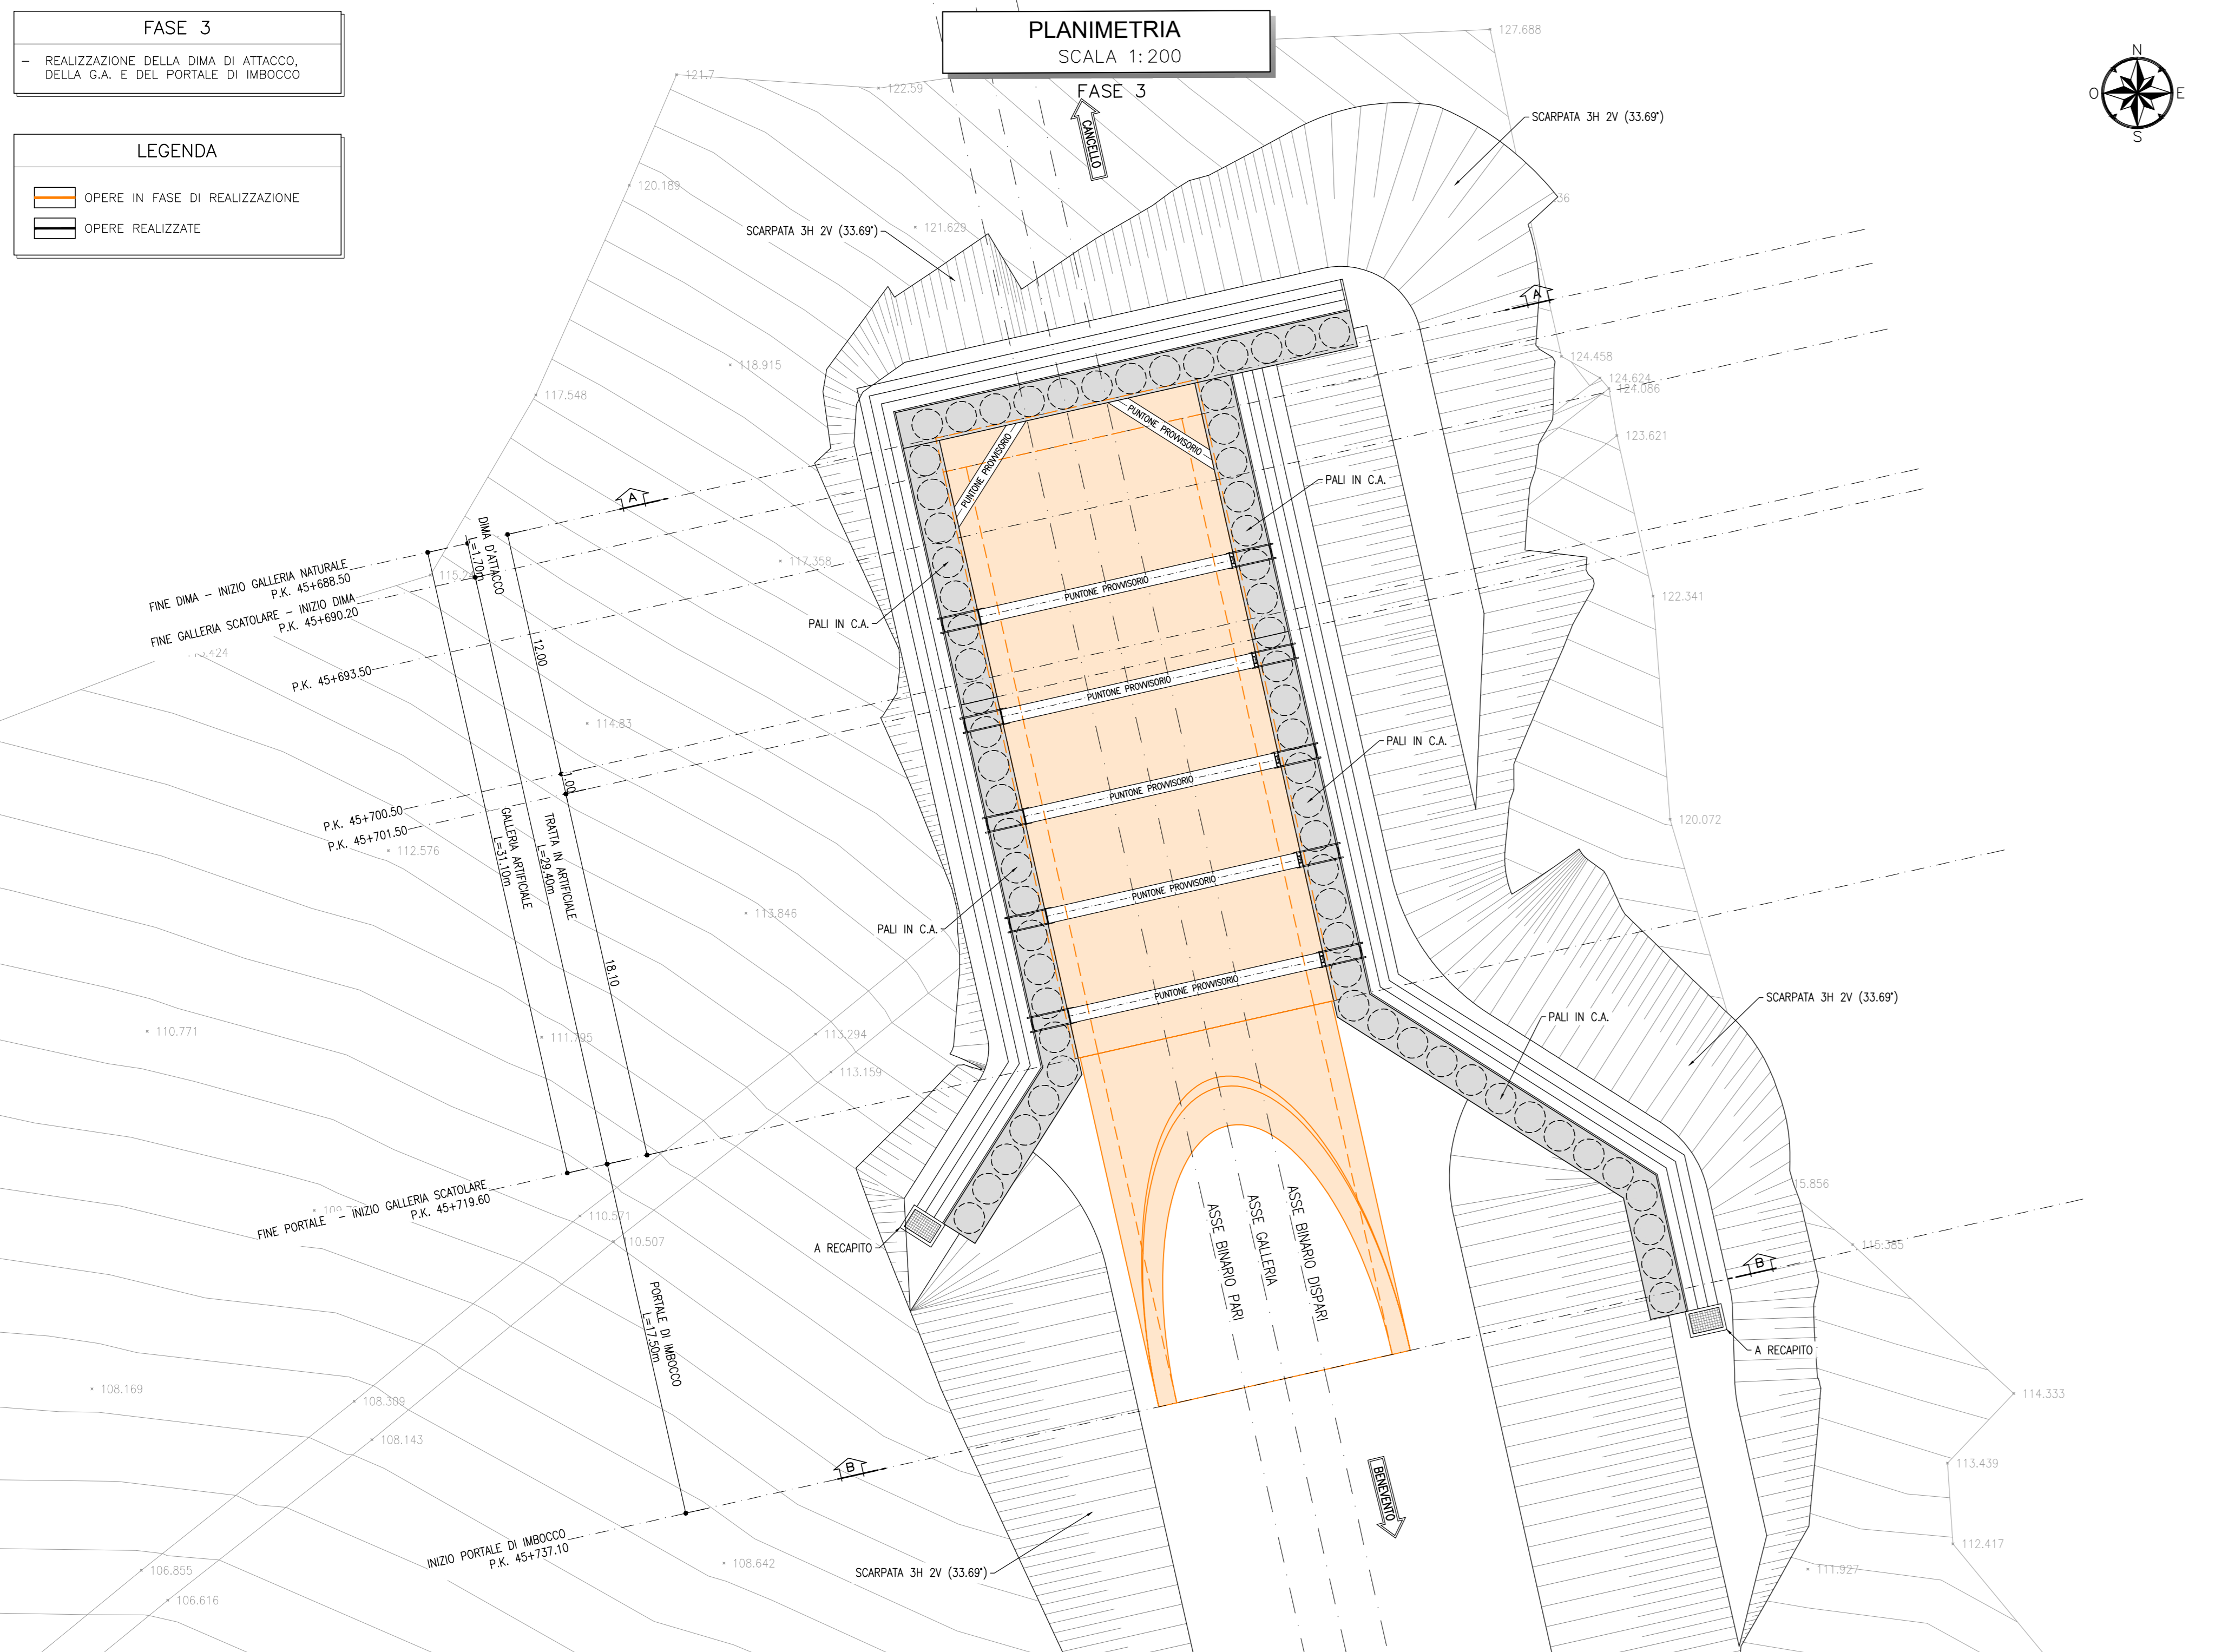 FASE 3
– REALIZZAZIONE DELLA DIMA DI ATTACCO,
DELLA G.A. E DEL PORTALE DI IMBOCCO
LEGENDA
OPERE IN FASE DI REALIZZAZIONE
OPERE REALIZZATE
PLANIMETRIA
SCALA 1:200
FASE 3
CANCELLO
N
O
E
S
127.688
121.7
122.59
SCARPATA 3H 2V (33.69°)
120.189
36
121.629
SCARPATA 3H 2V (33.69°)
A
118.915
124.458
124.624
124.086
117.548
123.621
PUNTONE PROVVISORIO
PUNTONE PROVVISORIO
PALI IN C.A.
A
DIMA D'ATTACCO
L=1.70m
117.358
FINE DIMA – INIZIO GALLERIA NATURALE
P.K. 45+688.50
PUNTONE PROVVISORIO
122.341
FINE GALLERIA SCATOLARE – INIZIO DIMA
P.K. 45+690.20
PALI IN C.A.
12.00
P.K. 45+693.50
PUNTONE PROVVISORIO
114.83
PALI IN C.A.
1.00
PUNTONE PROVVISORIO
P.K. 45+700.50
P.K. 45+701.50
120.072
112.576
GALLERIA ARTIFICIALE
L=31.10m
TRATTA IN ARTIFICIALE
L=29.40m
PUNTONE PROVVISORIO
113.846
PALI IN C.A.
18.10
PUNTONE PROVVISORIO
SCARPATA 3H 2V (33.69°)
PALI IN C.A.
110.771
111.795
113.294
113.159
FINE PORTALE – INIZIO GALLERIA SCATOLARE
P.K. 45+719.60
15.856
110.571
110.507
115.385
A RECAPITO
ASSE BINARIO PARI
ASSE GALLERIA
ASSE BINARIO DISPARI
B
PORTALE DI IMBOCCO
L=17.50m
A RECAPITO
108.169
108.309
114.333
108.143
B
BENEVENTO
113.439
INIZIO PORTALE DI IMBOCCO
P.K. 45+737.10
112.417
108.642
SCARPATA 3H 2V (33.69°)
111.927
106.855
106.616